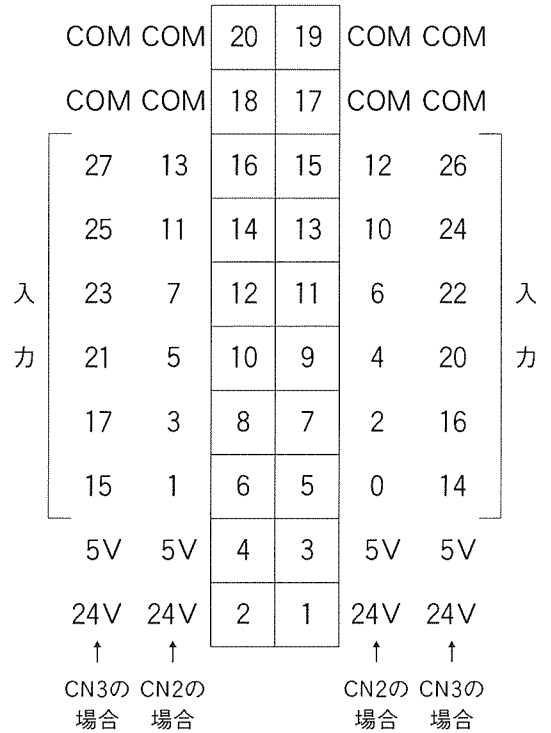 COM COM 20 19 COM COM
COM COM 18 17 COM COM
27 13 16 15 12 26
25 11 14 13 10 24
入 23 7 12 11 6 22 入
力 21 5 10 9 4 20 力
17 3 8 7 2 16
15 1 6 5 0 14
5V 5V 4 3 5V 5V
24V 24V 2 1 24V 24V
↑ ↑ ↑ ↑
CN3の CN2の CN2の CN3の
場合 場合 場合 場合